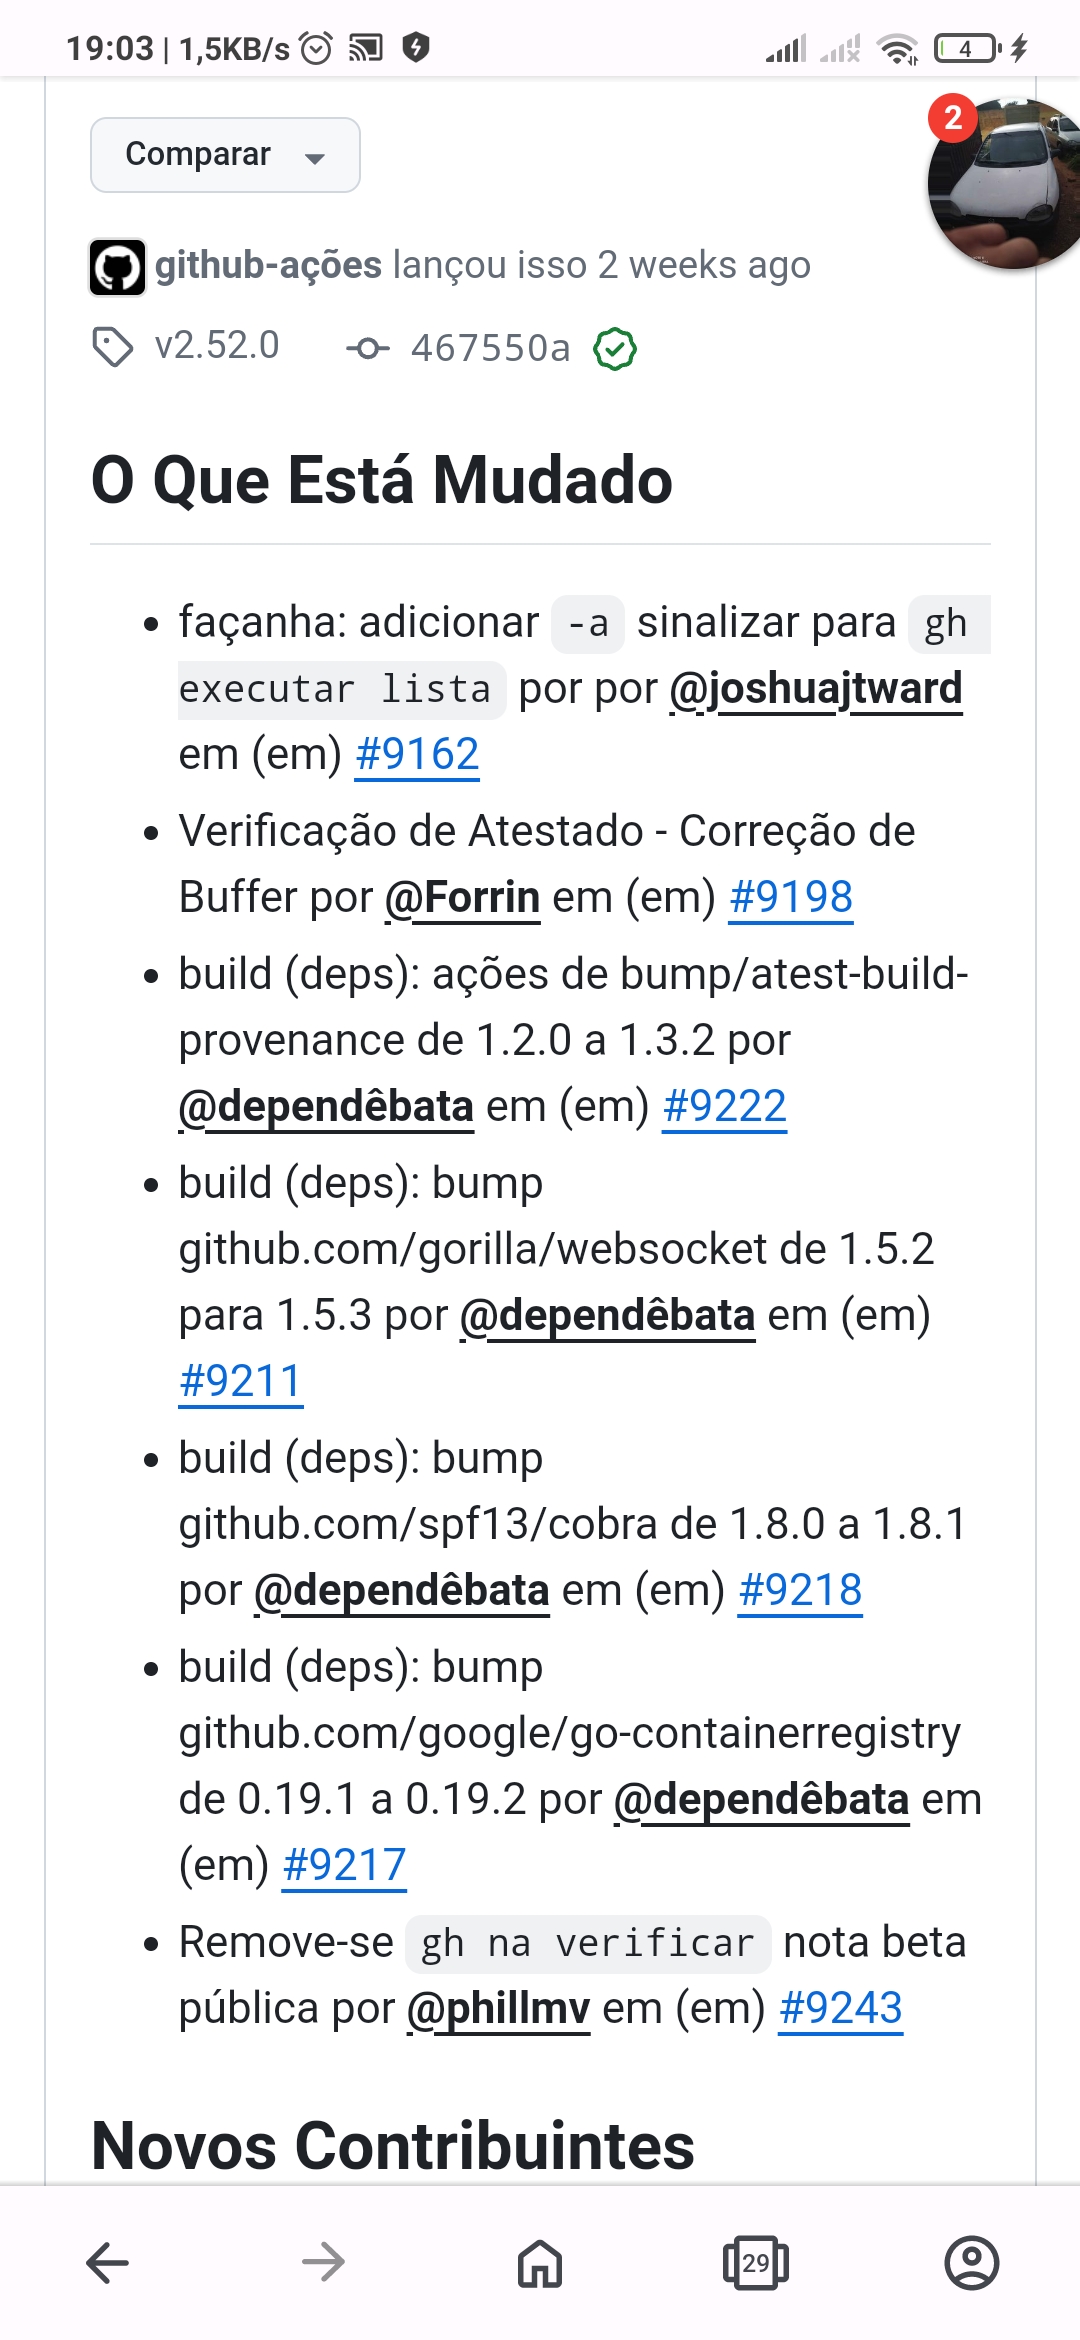 19:03 | 1,5KB/s
4
2
Comparar
github-ações lançou isso 2 weeks ago
v2.52.0 467550a
O Que Está Mudado
• façanha: adicionar -a sinalizar para gh
executar lista por por @joshuajtward
em (em) #9162
• Verificação de Atestado - Correção de
Buffer por @Forrin em (em) #9198
• build (deps): ações de bump/atest-build-
provenance de 1.2.0 a 1.3.2 por
@dependêbata em (em) #9222
• build (deps): bump
github.com/gorilla/websocket de 1.5.2
para 1.5.3 por @dependêbata em (em)
#9211
• build (deps): bump
github.com/spf13/cobra de 1.8.0 a 1.8.1
por @dependêbata em (em) #9218
• build (deps): bump
github.com/google/go-containerregistry
de 0.19.1 a 0.19.2 por @dependêbata em
(em) #9217
• Remove-se gh na verificar nota beta
pública por @phillmv em (em) #9243
Novos Contribuintes
29